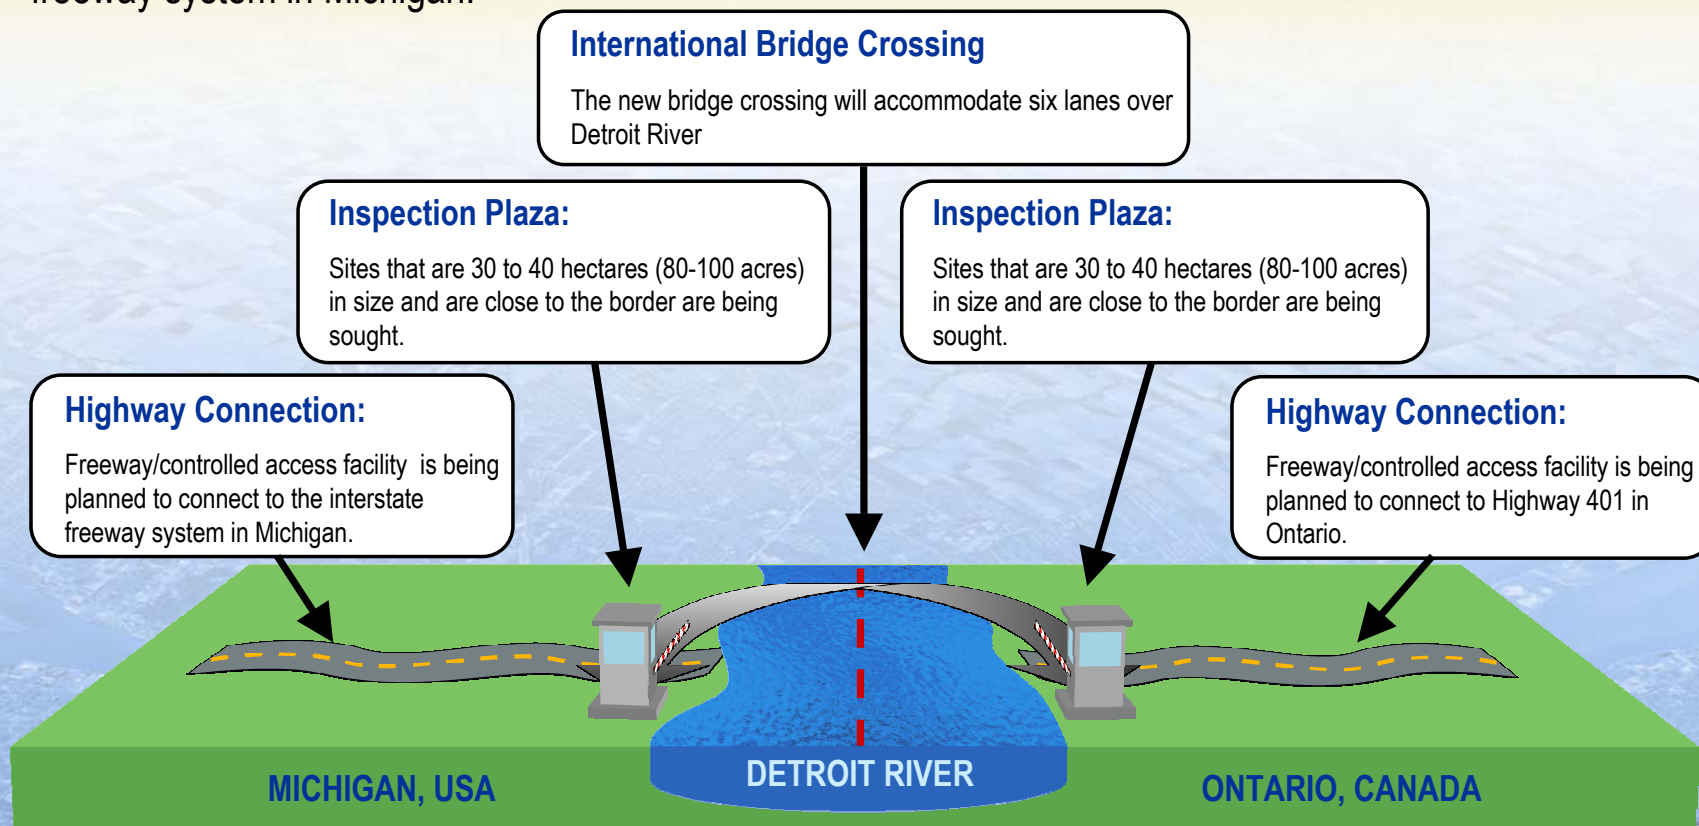 freeway system in Michigan.
International Bridge Crossing
The new bridge crossing will accommodate six lanes over
Detroit River
Inspection Plaza:
Sites that are 30 to 40 hectares (80-100 acres)
in size and are close to the border are being
sought.
Inspection Plaza:
Sites that are 30 to 40 hectares (80-100 acres)
in size and are close to the border are being
sought.
Highway Connection:
Freeway/controlled access facility is being
planned to connect to the interstate
freeway system in Michigan.
Highway Connection:
Freeway/controlled access facility is being
planned to connect to Highway 401 in
Ontario.
MICHIGAN, USA
DETROIT RIVER
ONTARIO, CANADA